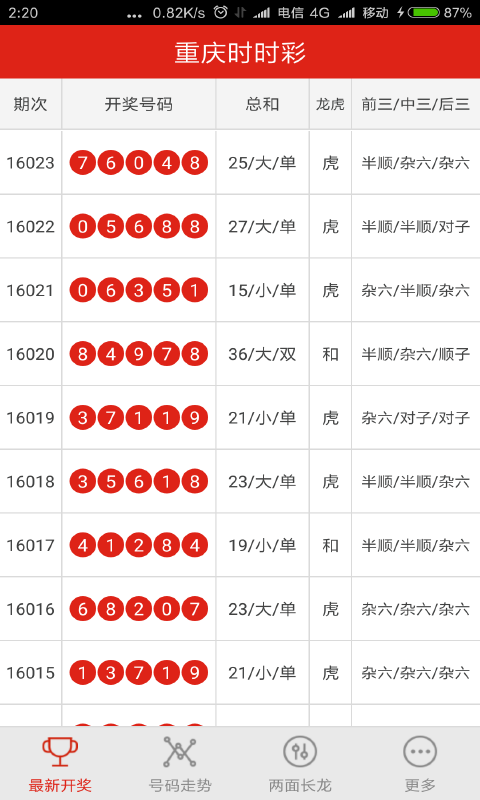 2:20 ... 0.82K/s 电信 4G 移动 87%
重庆时时彩
期次 开奖号码 总和 龙虎 前三/中三/后三
16023 7 6 0 4 8 25/大/单 虎 半顺/杂六/杂六
16022 0 5 6 8 8 27/大/单 虎 半顺/半顺/对子
16021 0 6 3 5 1 15/小/单 虎 杂六/半顺/杂六
16020 8 4 9 7 8 36/大/双 和 半顺/杂六/顺子
16019 3 7 1 1 9 21/小/单 虎 杂六/对子/对子
16018 3 5 6 1 8 23/大/单 虎 半顺/半顺/杂六
16017 4 1 2 8 4 19/小/单 和 半顺/半顺/杂六
16016 6 8 2 0 7 23/大/单 虎 杂六/杂六/杂六
16015 1 3 7 1 9 21/小/单 虎 杂六/杂六/杂六
最新开奖 号码走势 两面长龙 更多